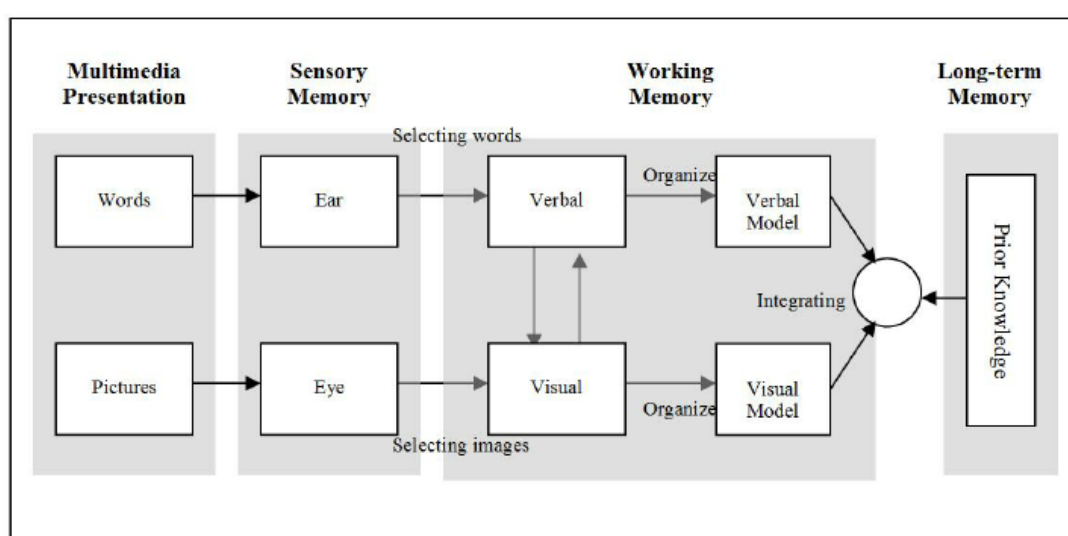 Multimedia
Presentation
Sensory
Memory
Working
Memory
Long-term
Memory
Selecting words
Words
Ear
Verbal
Organize
Verbal
Model
Integrating
Prior Knowledge
Pictures
Eye
Visual
Organize
Visual
Model
Selecting images